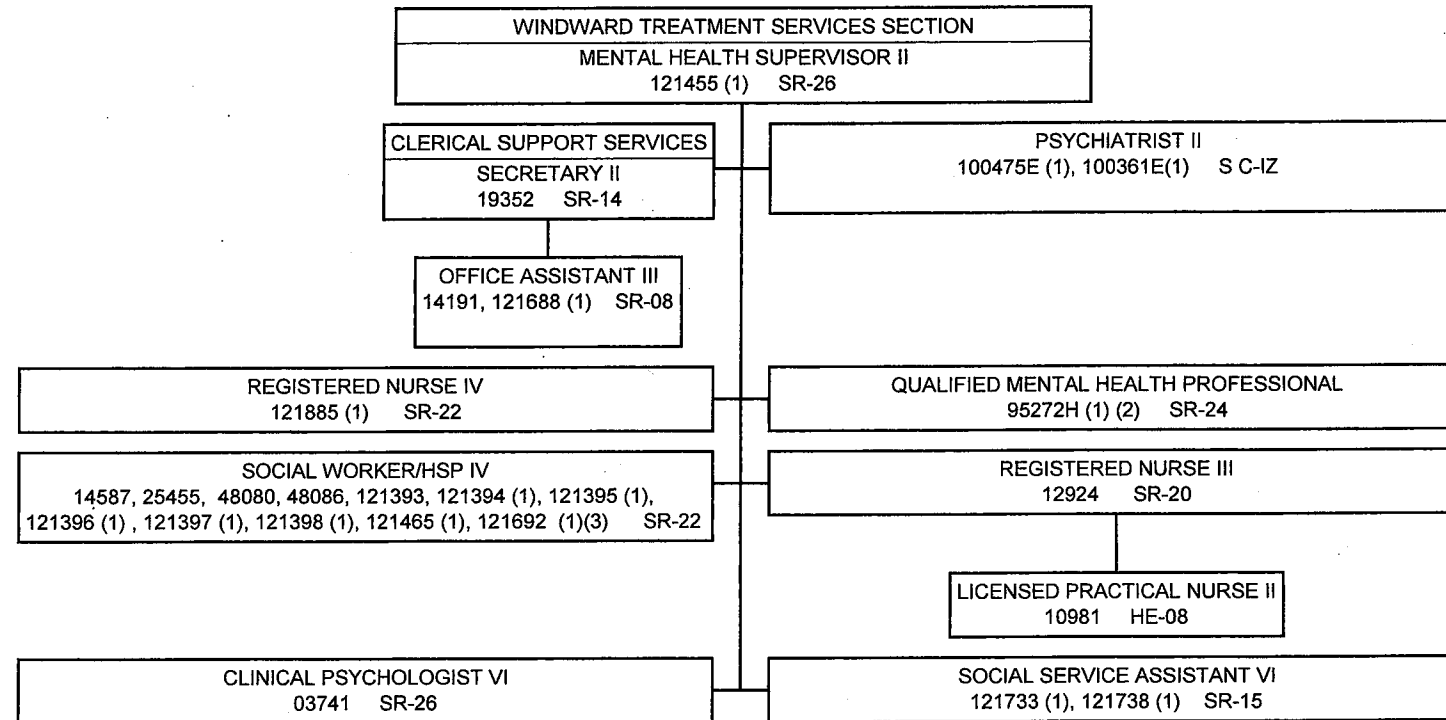 WINDWARD TREATMENT SERVICES SECTION
MENTAL HEALTH SUPERVISOR II
121455 (1) SR-26
CLERICAL SUPPORT SERVICES
SECRETARY II
19352 SR-14
PSYCHIATRIST II
100475E (1), 100361E(1) S C-IZ
OFFICE ASSISTANT III
14191, 121688 (1) SR-08
REGISTERED NURSE IV
121885 (1) SR-22
QUALIFIED MENTAL HEALTH PROFESSIONAL
95272H (1) (2) SR-24
SOCIAL WORKER/HSP IV
14587, 25455, 48080, 48086, 121393, 121394 (1), 121395 (1),
121396 (1) , 121397 (1), 121398 (1), 121465 (1), 121692 (1)(3) SR-22
REGISTERED NURSE III
12924 SR-20
LICENSED PRACTICAL NURSE II
10981 HE-08
CLINICAL PSYCHOLOGIST VI
03741 SR-26
SOCIAL SERVICE ASSISTANT VI
121733 (1), 121738 (1) SR-15